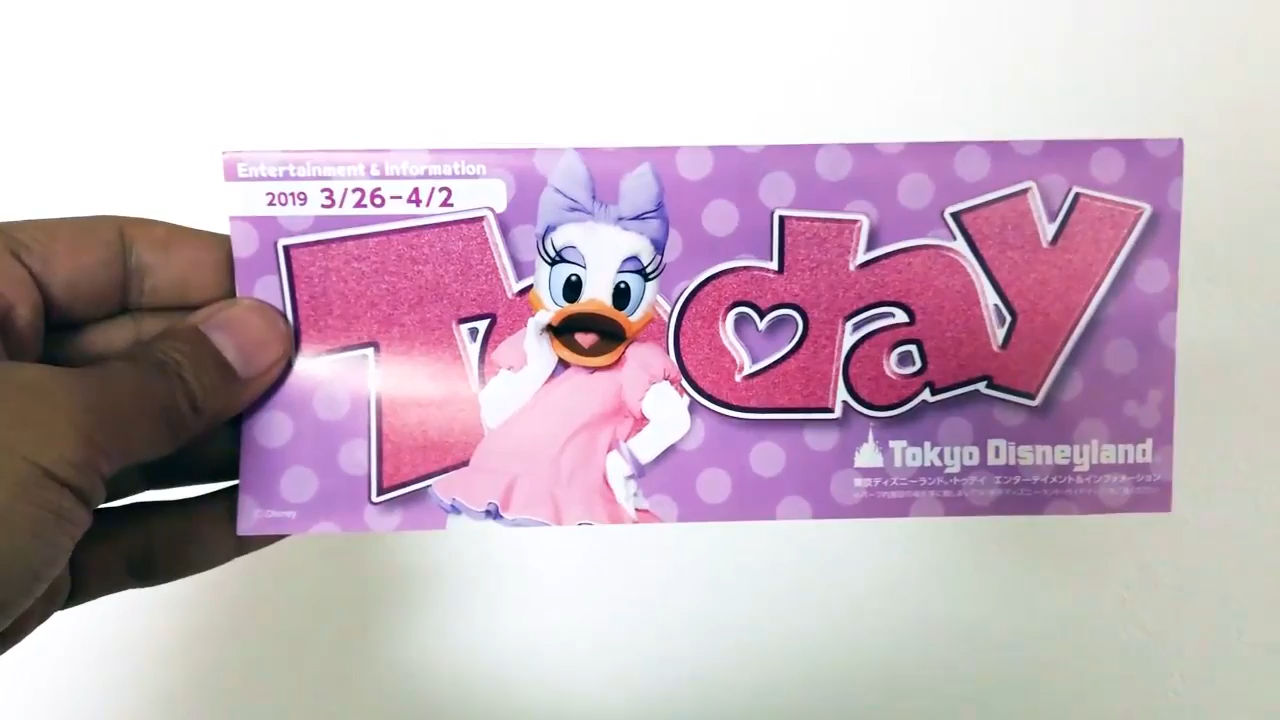 Entertainment & Information
2019 3/26-4/2
Today
Tokyo Disneyland
東京ディズニーランド・トゥデイ エンターテイメント&インフォメーション
© Disney